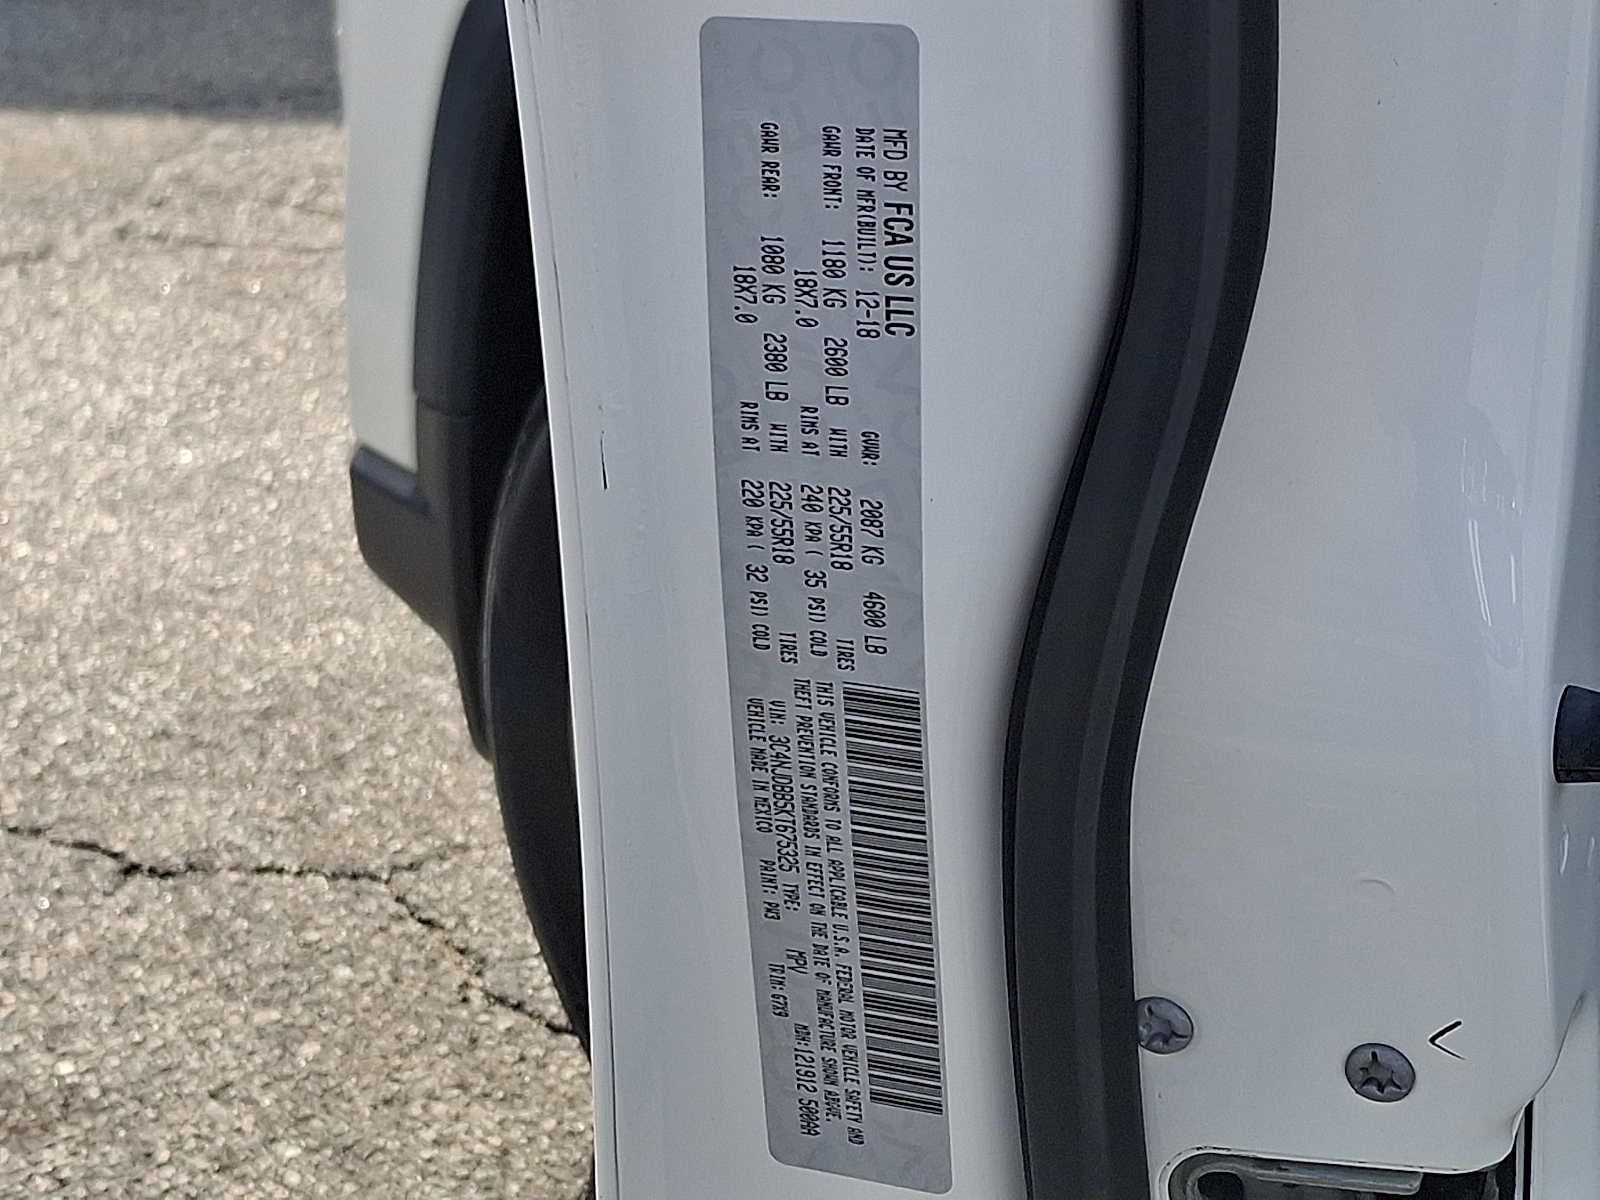 MFD BY FCA US LLC
DATE OF MFR(BUILT): 12-18 GVWR: 2087 KG 4600 LB
GAWR FRONT: 1180 KG 2600 LB WITH 225/55R18 TIRES
18X7.0 RIMS AT 240 KPA( 35 PSI) COLD
GAWR REAR: 1080 KG 2380 LB WITH 225/55R18 TIRES
18X7.0 RIMS AT 220 KPA( 32 PSI) COLD
THIS VEHICLE CONFORMS TO ALL APPLICABLE U.S.A. FEDERAL MOTOR VEHICLE SAFETY AND
THEFT PREVENTION STANDARDS IN EFFECT ON THE DATE OF MANUFACTURE SHOWN ABOVE.
VIN: 3C4NJDBB5KT675325 TYPE: MPV MDH: 121912 500AA
VEHICLE MADE IN MEXICO PAINT: PW3 TRIM: G7X9